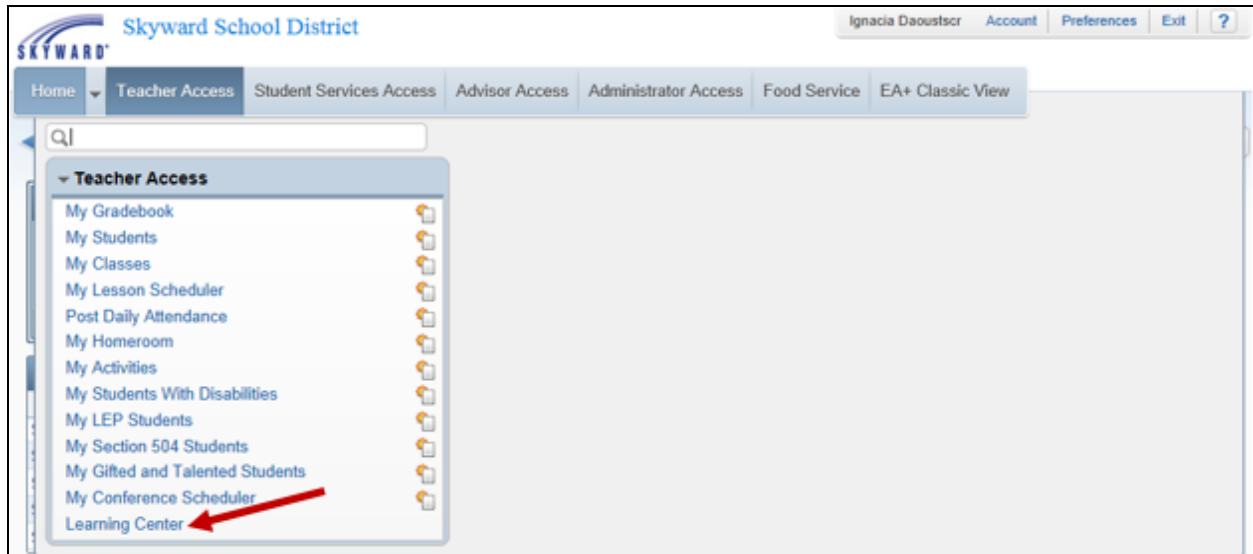 Skyward School District
Ignacia Daoustscr Account Preferences Exit ?
SKYWARD
Home Teacher Access Student Services Access Advisor Access Administrator Access Food Service EA+ Classic View
Teacher Access
My Gradebook
My Students
My Classes
My Lesson Scheduler
Post Daily Attendance
My Homeroom
My Activities
My Students With Disabilities
My LEP Students
My Section 504 Students
My Gifted and Talented Students
My Conference Scheduler
Learning Center